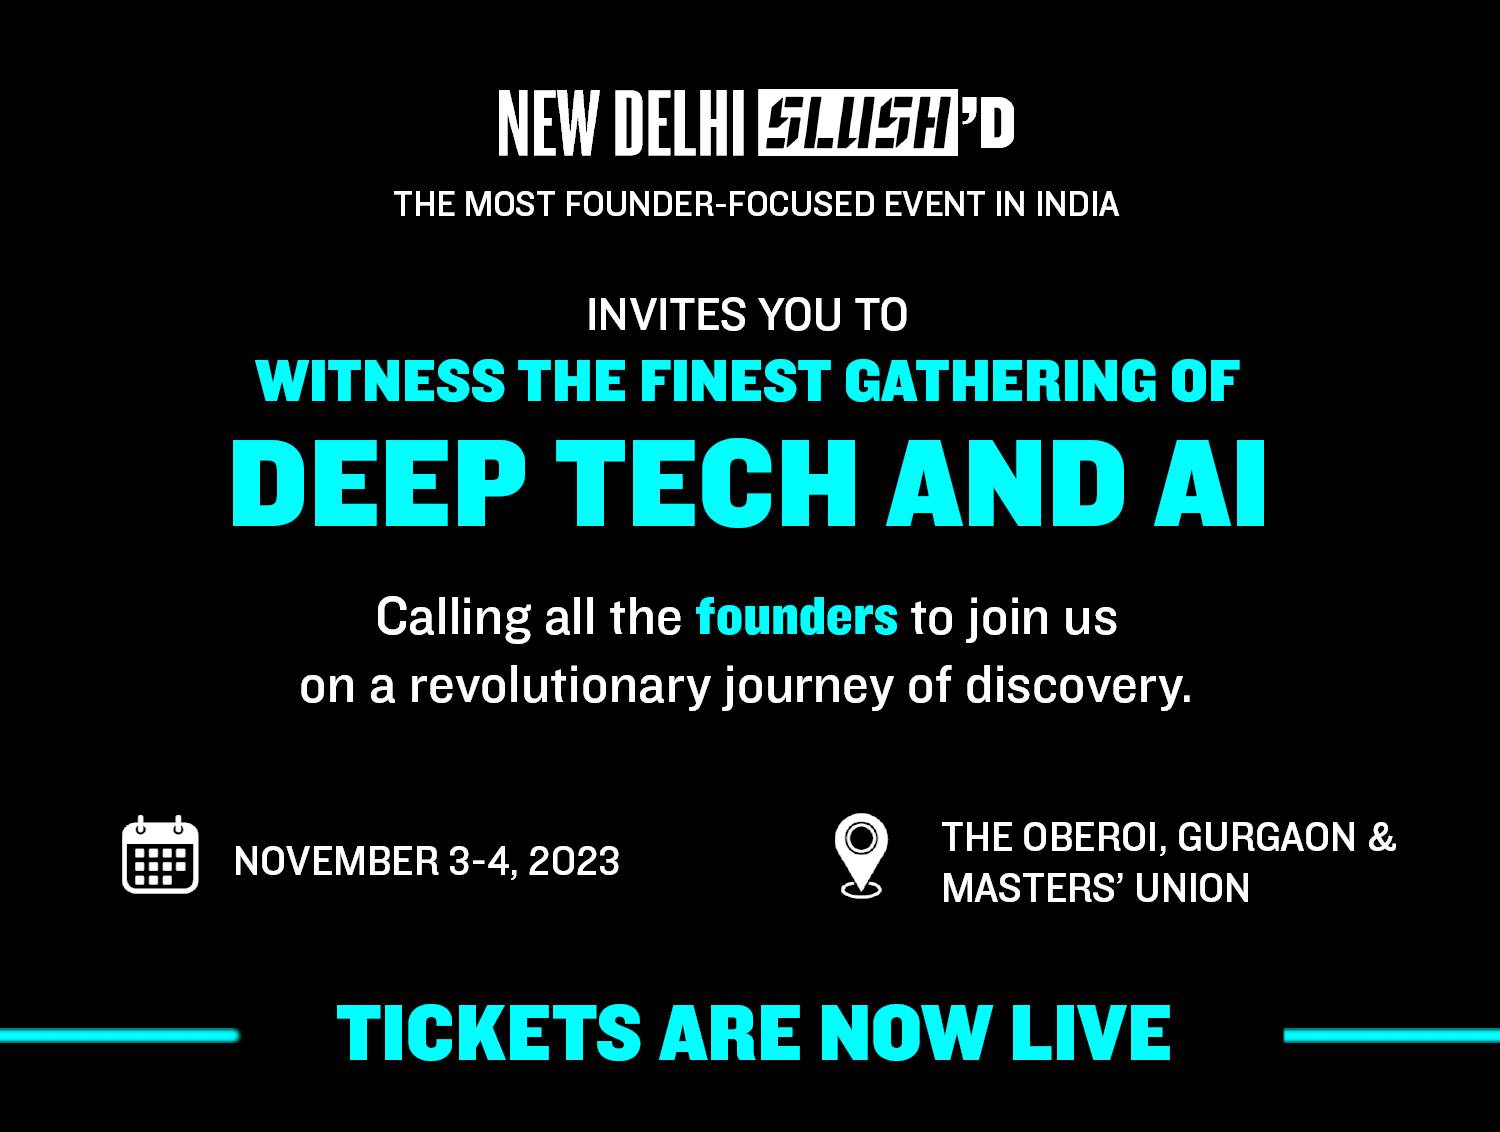 NEW DELHI SLUSH’D
THE MOST FOUNDER-FOCUSED EVENT IN INDIA
INVITES YOU TO
WITNESS THE FINEST GATHERING OF
DEEP TECH AND AI
Calling all the founders to join us
on a revolutionary journey of discovery.
NOVEMBER 3-4, 2023
THE OBEROI, GURGAON &
MASTERS’ UNION
TICKETS ARE NOW LIVE